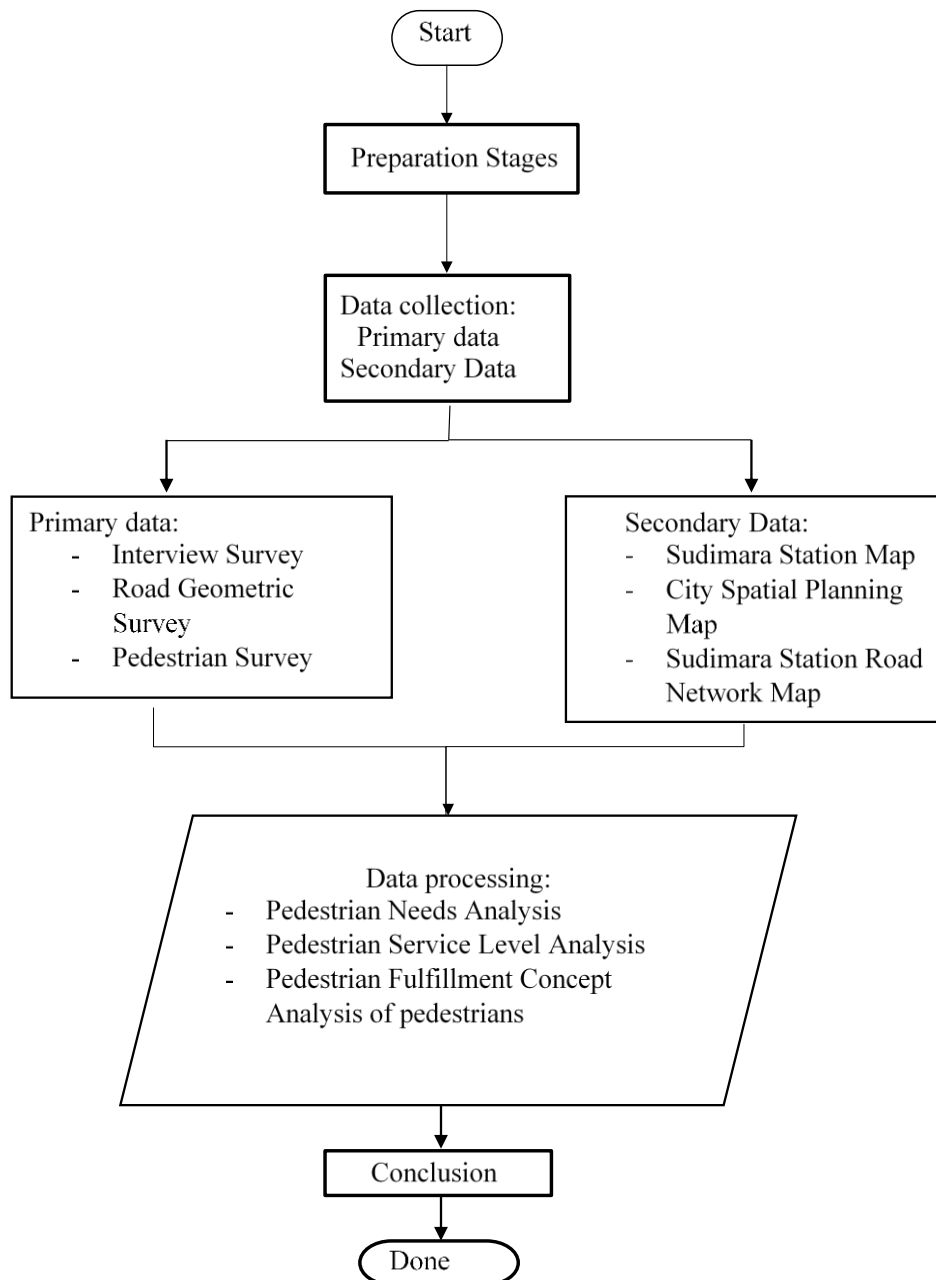 Start
Preparation Stages
Data collection:
Primary data
Secondary Data
Primary data:
- Interview Survey
- Road Geometric
Survey
- Pedestrian Survey
Secondary Data:
- Sudimara Station Map
- City Spatial Planning
Map
- Sudimara Station Road
Network Map
Data processing:
- Pedestrian Needs Analysis
- Pedestrian Service Level Analysis
- Pedestrian Fulfillment Concept
Analysis of pedestrians
Conclusion
Done